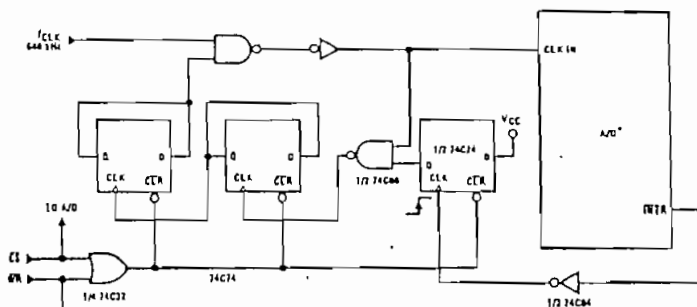 fCLK
640 kHz
CLK IN
VCC
A/D*
Q
D
Q
D
Q
1/2 74C74
D
CLK
CLR
CLK
CLR
1/2 74C00
CLK
CLR
INTR
TO A/D
CS
WR
1/4 74C32
74C74
1/2 74C04